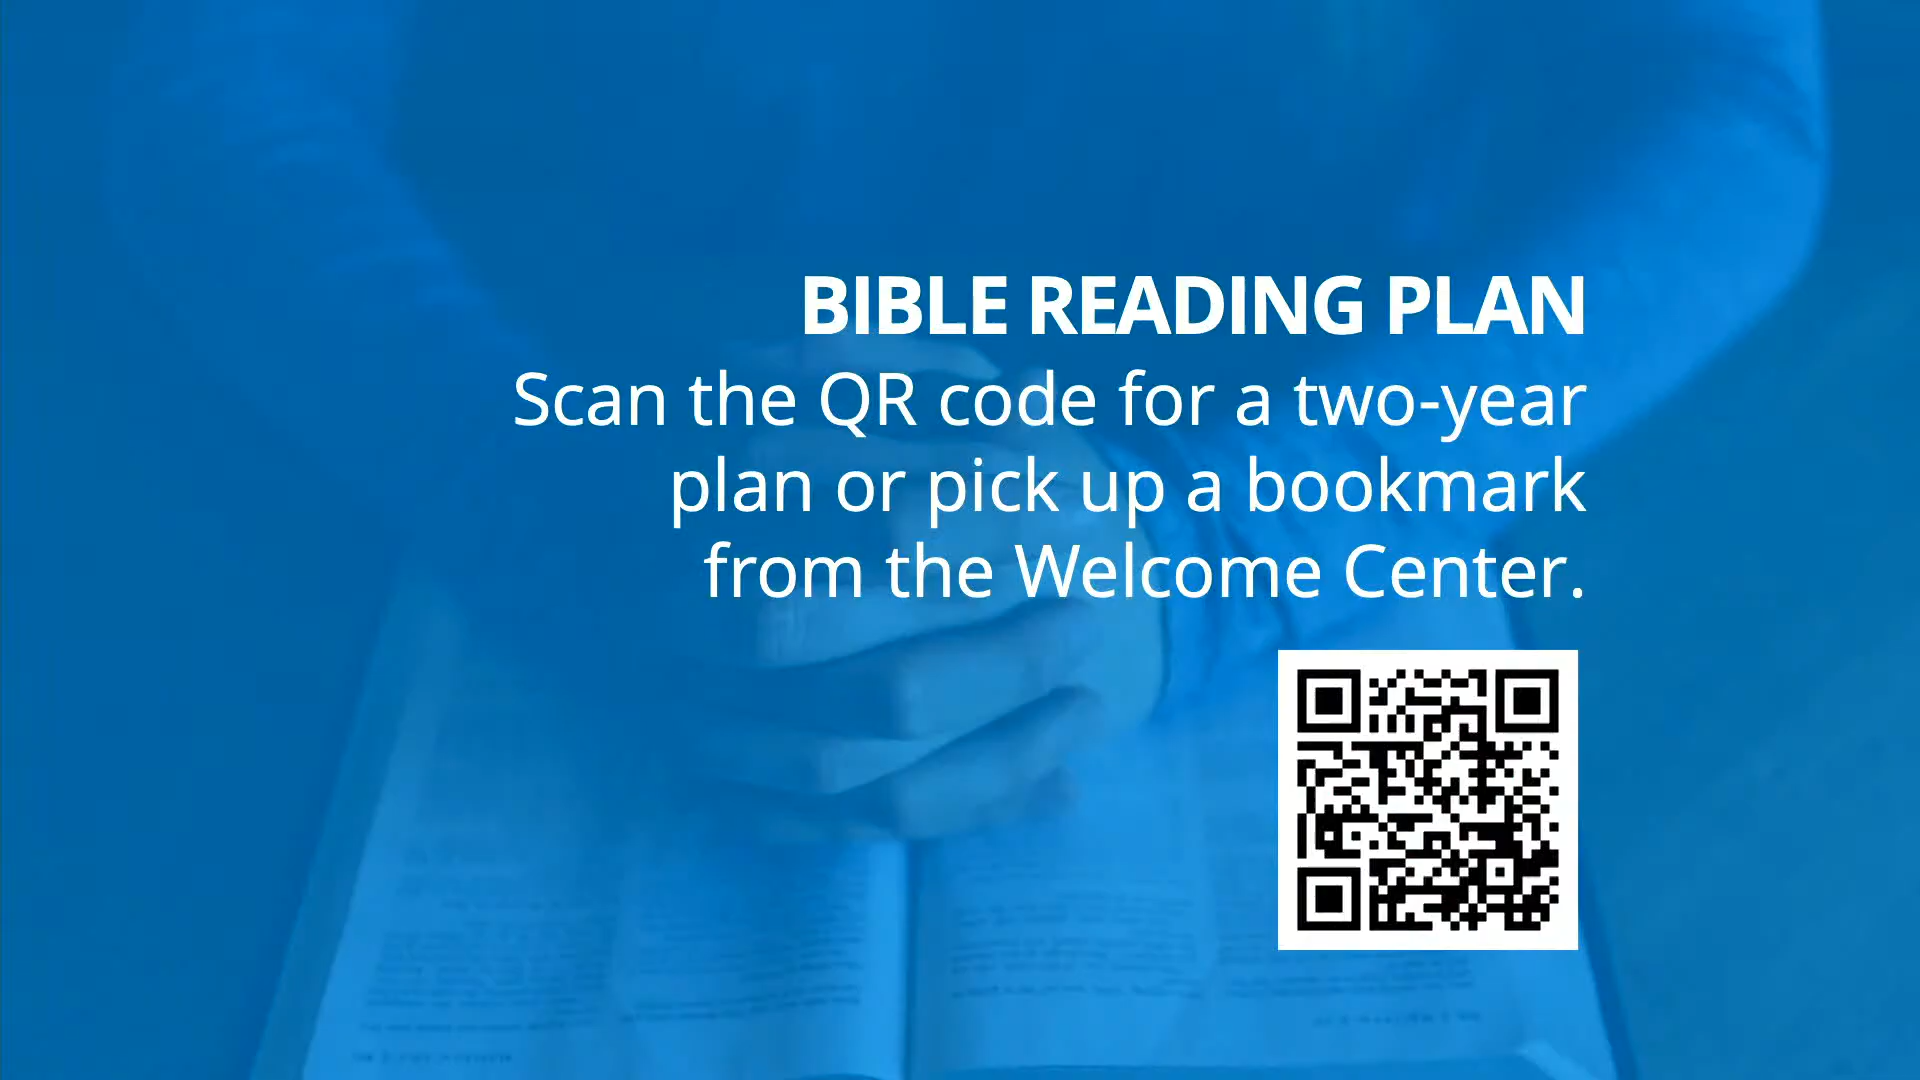 BIBLE READING PLAN
Scan the QR code for a two-year
plan or pick up a bookmark
from the Welcome Center.